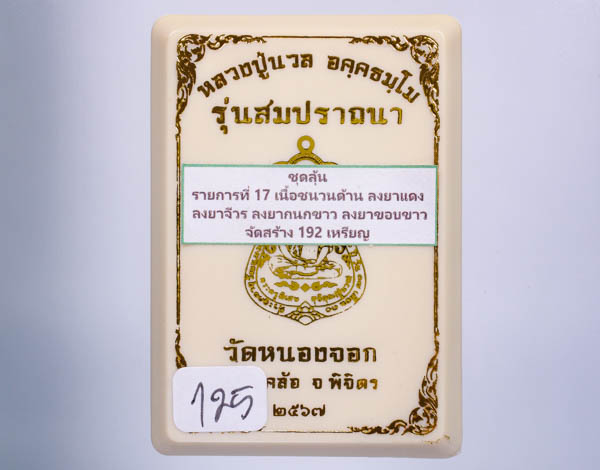 หลวงปู่นวล อคฺคธมฺโม
รุ่นสมปรารถนา
ชุดลุ้น
รายการที่ 17 เนื้อชนวนด้าน ลงยาแดง
ลงยาจีวร ลงยากนกขาว ลงยาขอบขาว
จัดสร้าง 192 เหรียญ
วัดหนองจอก
คล้อ จ พิจิตร
๒๕๖๗
125